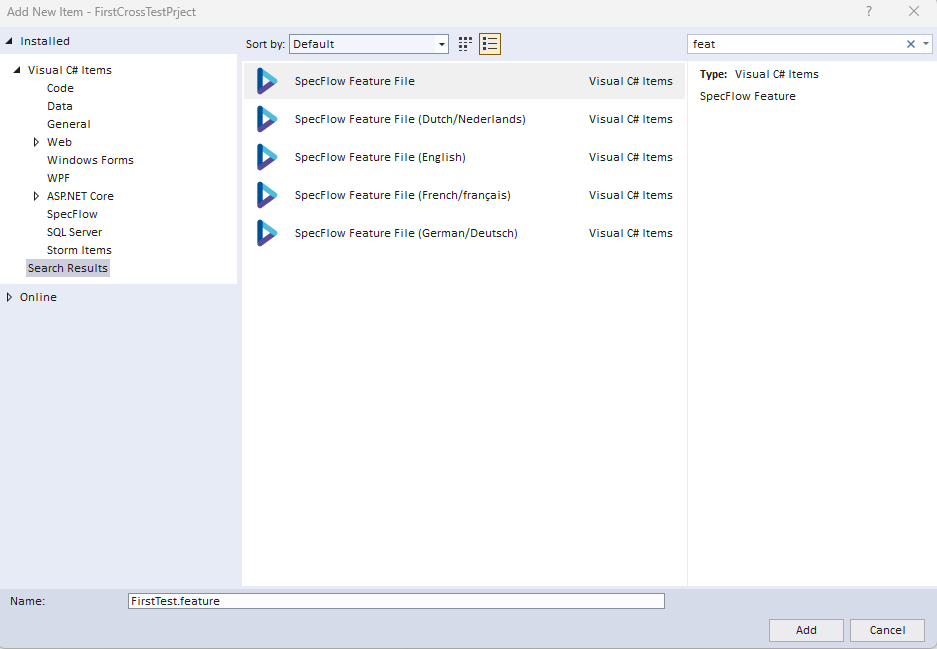 Add New Item - FirstCrossTestPrject ?
Installed
Sort by: Default
feat
Visual C# Items
Code
Data
General
Web
Windows Forms
WPF
ASP.NET Core
SpecFlow
SQL Server
Storm Items
Search Results
Online
SpecFlow Feature File Visual C# Items
SpecFlow Feature File (Dutch/Nederlands) Visual C# Items
SpecFlow Feature File (English) Visual C# Items
SpecFlow Feature File (French/français) Visual C# Items
SpecFlow Feature File (German/Deutsch) Visual C# Items
Type: Visual C# Items
SpecFlow Feature
Name: FirstTest.feature
Add Cancel